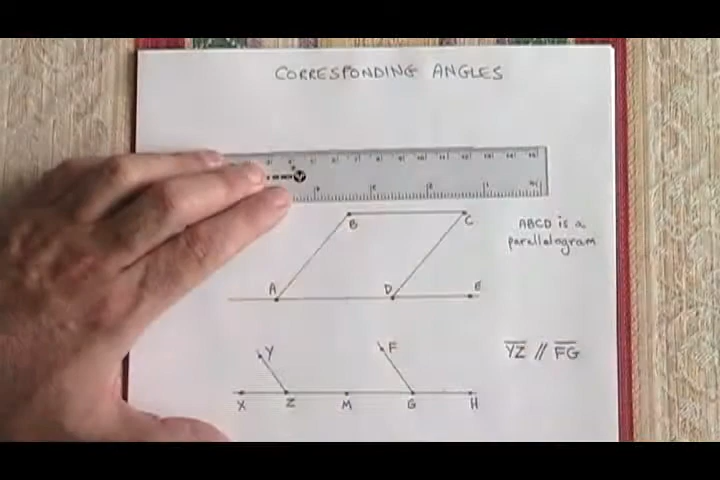 CORRESPONDING ANGLES
B
C
ABCD is a
parallelogram
A
D
E
Y
F
YZ // FG
X
Z
M
G
H